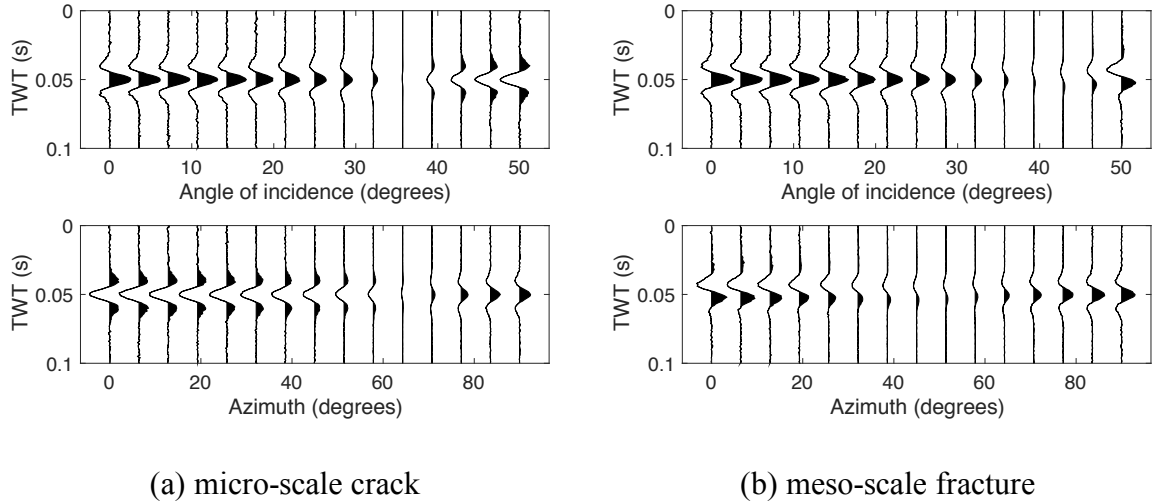 0
TWT (s)
0.05
0.1
0 10 20 30 40 50
Angle of incidence (degrees)
0
TWT (s)
0.05
0.1
0 10 20 30 40 50
Angle of incidence (degrees)
0
TWT (s)
0.05
0.1
0 20 40 60 80
Azimuth (degrees)
0
TWT (s)
0.05
0.1
0 20 40 60 80
Azimuth (degrees)
(a) micro-scale crack
(b) meso-scale fracture